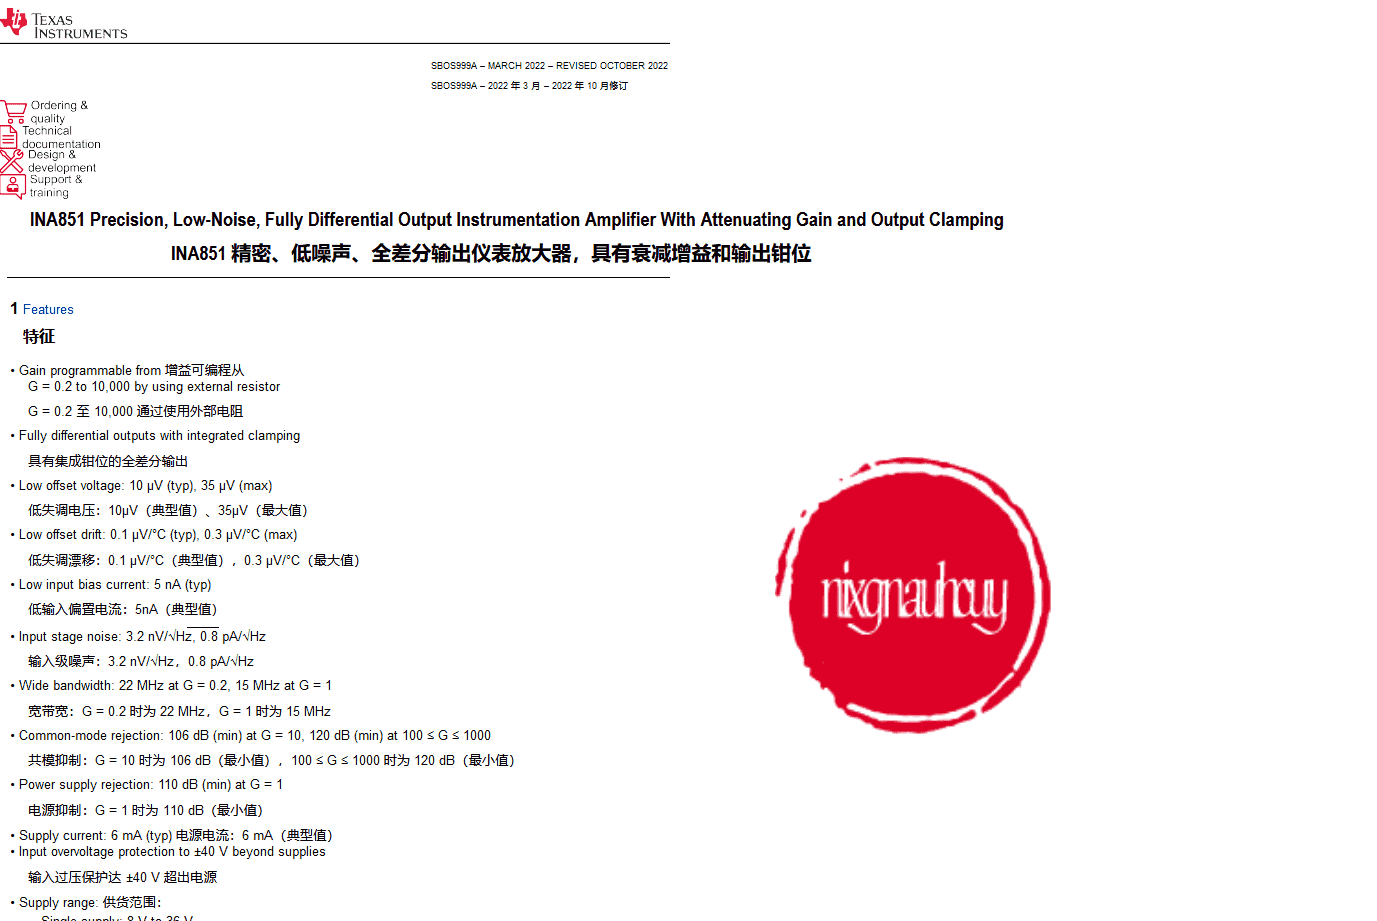 TEXAS
INSTRUMENTS
SBOS999A – MARCH 2022 – REVISED OCTOBER 2022
SBOS999A – 2022 年 3 月 – 2022 年 10 月修订
Ordering &
quality
Technical
documentation
Design &
development
Support &
training
INA851 Precision, Low-Noise, Fully Differential Output Instrumentation Amplifier With Attenuating Gain and Output Clamping
INA851 精密、低噪声、全差分输出仪表放大器，具有衰减增益和输出钳位
1 Features
特征
• Gain programmable from 增益可编程从
G = 0.2 to 10,000 by using external resistor
G = 0.2 至 10,000 通过使用外部电阻
• Fully differential outputs with integrated clamping
具有集成钳位的全差分输出
• Low offset voltage: 10 µV (typ), 35 µV (max)
低失调电压：10µV（典型值）、35µV（最大值）
• Low offset drift: 0.1 µV/°C (typ), 0.3 µV/°C (max)
低失调漂移：0.1 µV/°C（典型值），0.3 µV/°C（最大值）
• Low input bias current: 5 nA (typ)
低输入偏置电流：5nA（典型值）
• Input stage noise: 3.2 nV/√Hz, 0.8 pA/√Hz
输入级噪声：3.2 nV/√Hz，0.8 pA/√Hz
• Wide bandwidth: 22 MHz at G = 0.2, 15 MHz at G = 1
宽带宽：G = 0.2 时为 22 MHz，G = 1 时为 15 MHz
• Common-mode rejection: 106 dB (min) at G = 10, 120 dB (min) at 100 ≤ G ≤ 1000
共模抑制：G = 10 时为 106 dB（最小值），100 ≤ G ≤ 1000 时为 120 dB（最小值）
• Power supply rejection: 110 dB (min) at G = 1
电源抑制：G = 1 时为 110 dB（最小值）
• Supply current: 6 mA (typ) 电源电流：6 mA（典型值）
• Input overvoltage protection to ±40 V beyond supplies
输入过压保护达 ±40 V 超出电源
• Supply range: 供货范围：
Single supply: 8 V to 36 V
nixgnauhouy